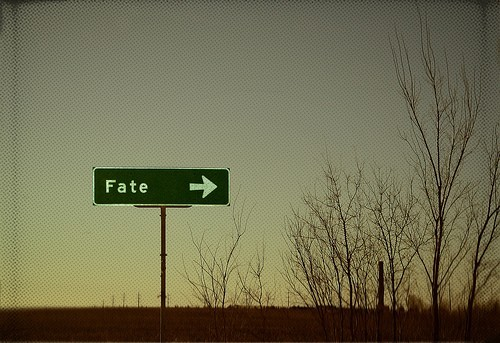 Fate →